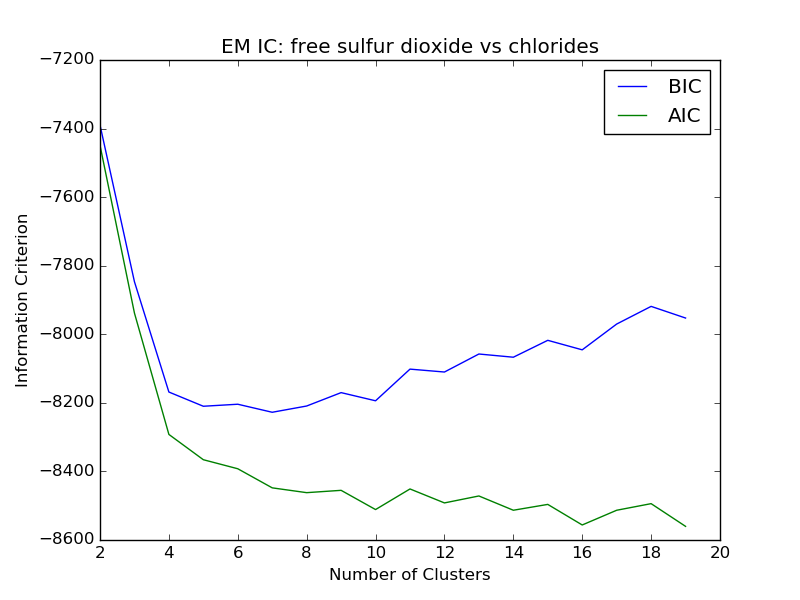 EM IC: free sulfur dioxide vs chlorides
BIC
AIC
−7200
−7400
−7600
−7800
−8000
−8200
−8400
−8600
Information Criterion
2 4 6 8 10 12 14 16 18 20
Number of Clusters